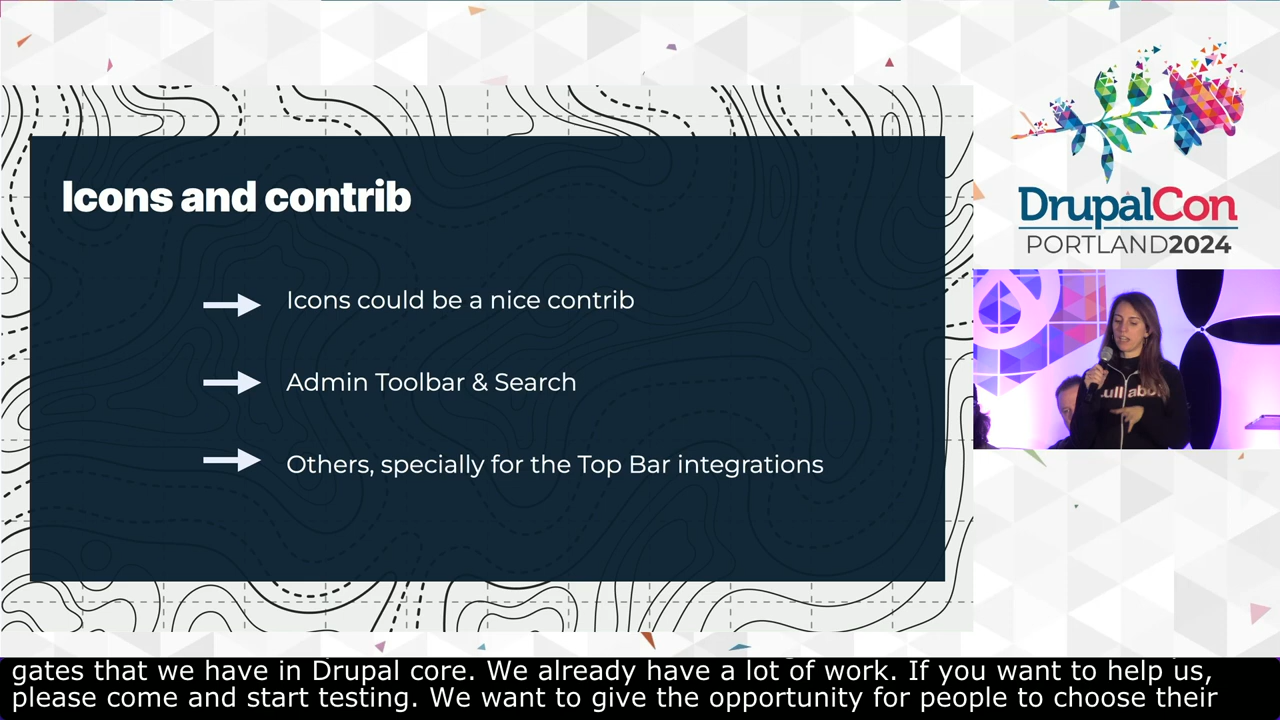 Icons and contrib
Icons could be a nice contrib
Admin Toolbar & Search
Others, specially for the Top Bar integrations
DrupalCon
PORTLAND2024
gates that we have in Drupal core. We already have a lot of work. If you want to help us,
please come and start testing. We want to give the opportunity for people to choose their